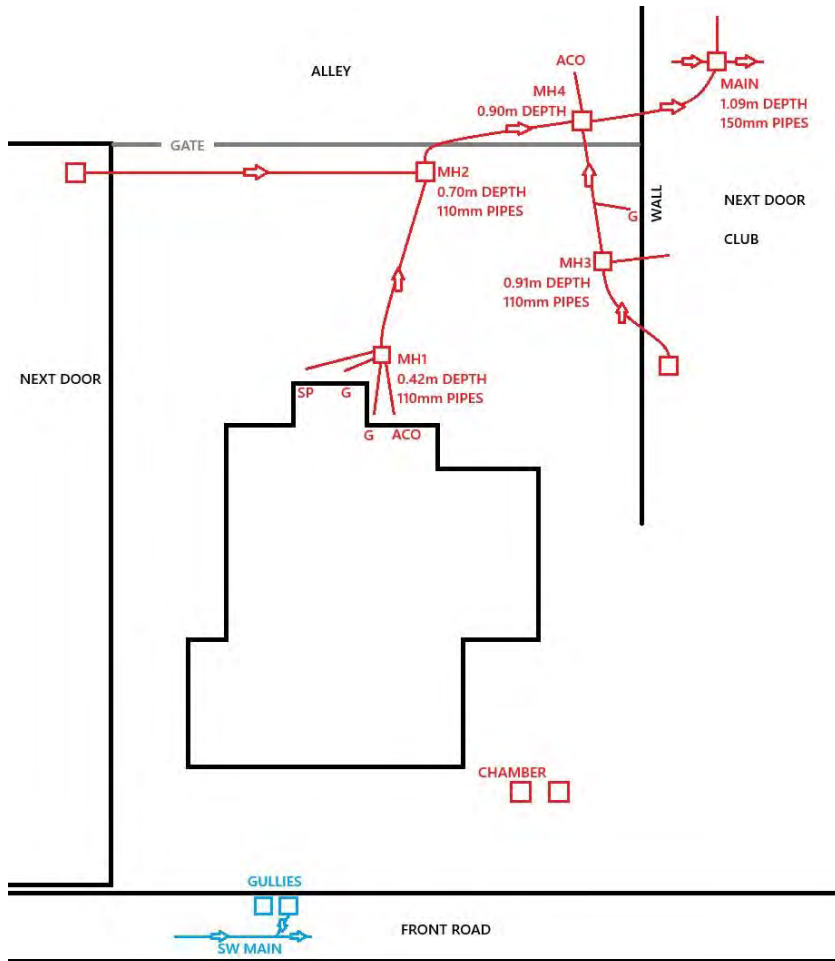 ACO
ALLEY
MH4
MAIN
0.90m DEPTH
1.09m DEPTH
150mm PIPES
GATE
MH2
0.70m DEPTH
110mm PIPES
WALL
NEXT DOOR
CLUB
G
MH3
0.91m DEPTH
110mm PIPES
MH1
0.42m DEPTH
110mm PIPES
NEXT DOOR
SP
G
G
ACO
CHAMBER
GULLIES
SW MAIN
FRONT ROAD